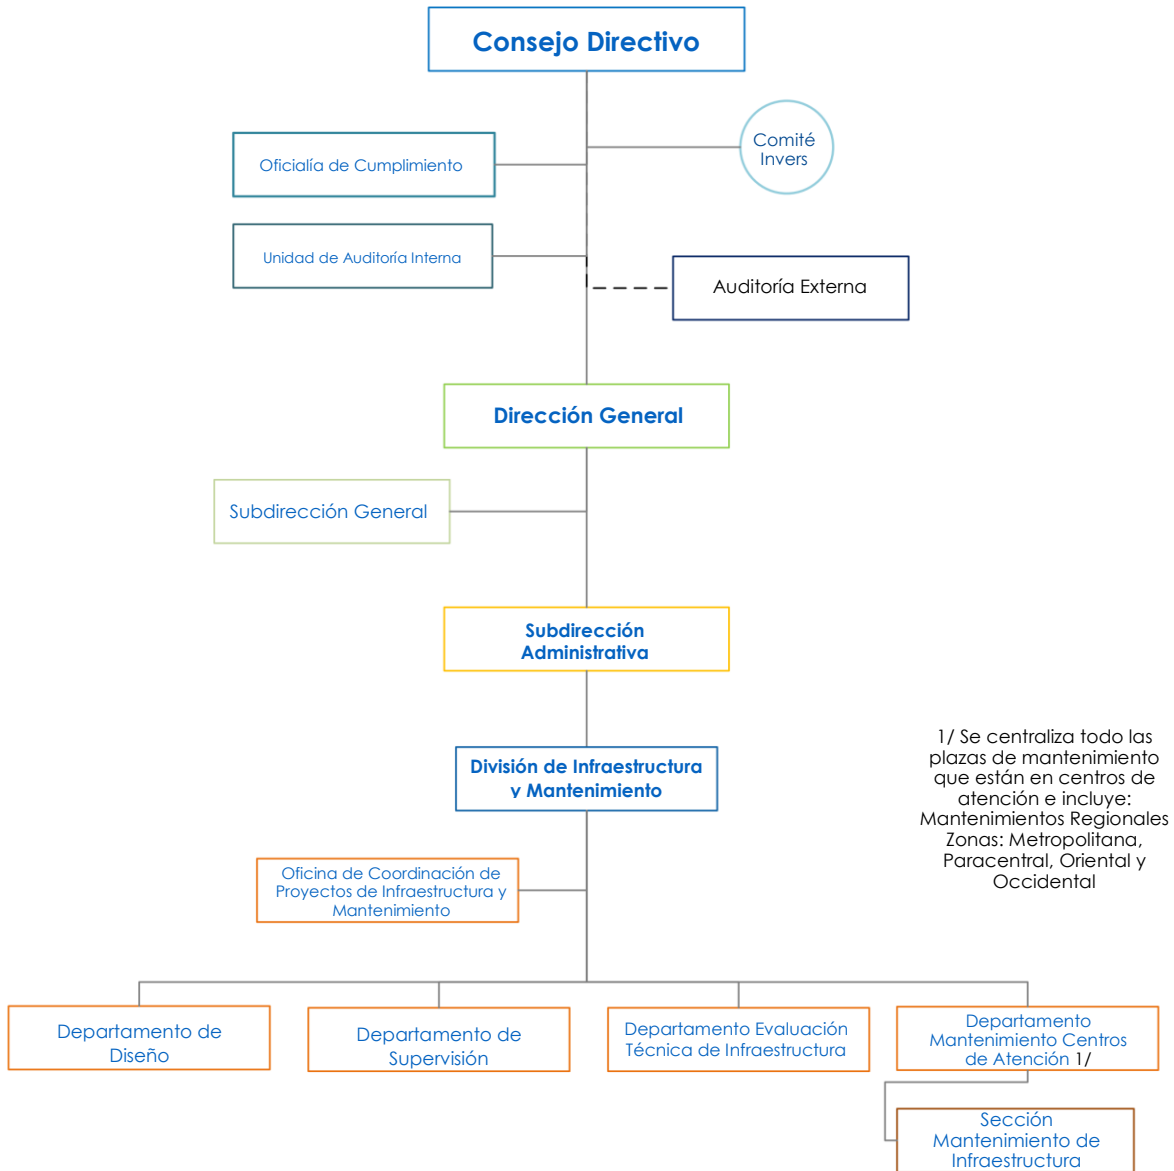 Consejo Directivo
Comité
Invers
Oficialía de Cumplimiento
Unidad de Auditoría Interna
Auditoría Externa
Dirección General
Subdirección General
Subdirección
Administrativa
División de Infraestructura
y Mantenimiento
1/ Se centraliza todo las
plazas de mantenimiento
que están en centros de
atención e incluye:
Mantenimientos Regionales
Zonas: Metropolitana,
Paracentral, Oriental y
Occidental
Oficina de Coordinación de
Proyectos de Infraestructura y
Mantenimiento
Departamento de
Diseño
Departamento de
Supervisión
Departamento Evaluación
Técnica de Infraestructura
Departamento
Mantenimiento Centros
de Atención 1/
Sección
Mantenimiento de
Infraestructura